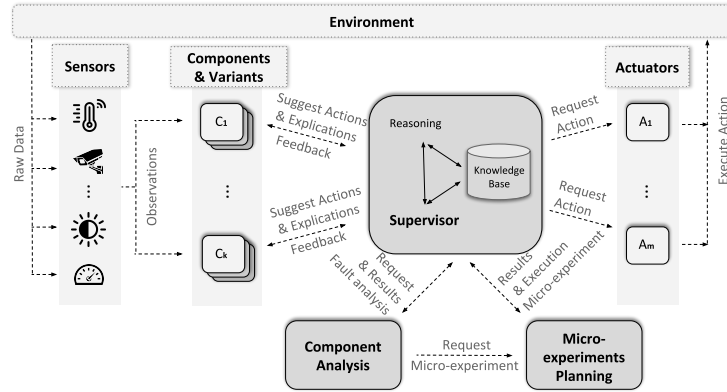 Environment
Sensors
Components
& Variants
Actuators
Raw Data
Observations
C1
⋮
Ck
Suggest Actions
& Explications
Feedback
Suggest Actions
& Explications
Feedback
Reasoning
Knowledge
Base
Supervisor
Request
Action
Request
Action
A1
⋮
Am
Execute Action
Request
& Results
Fault analysis
Results
& Execution
Micro-experiment
Component
Analysis
Request
Micro-experiment
Micro-
experiments
Planning